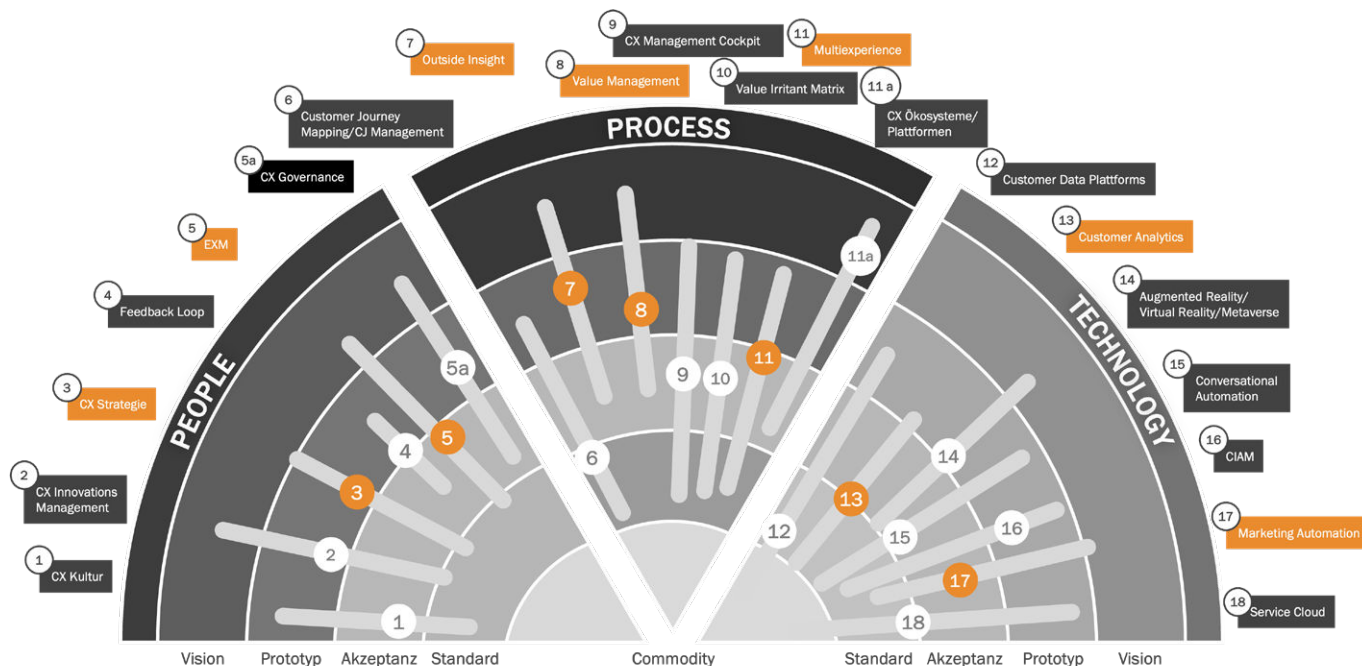 9
CX Management Cockpit
11
Multiexperience
7
Outside Insight
8
Value Management
10
Value Irritant Matrix
11 a
CX Ökosysteme/
Plattformen
6
Customer Journey
Mapping/CJ Management
PROCESS
5a
CX Governance
12
Customer Data Plattforms
5
EXM
13
Customer Analytics
4
Feedback Loop
14
Augmented Reality/
Virtual Reality/Metaverse
3
CX Strategie
15
Conversational
Automation
2
CX Innovations
Management
16
CIAM
1
CX Kultur
17
Marketing Automation
18
Service Cloud
PEOPLE
TECHNOLOGY
1
2
3
4
5
5a
6
7
8
9
10
11
11a
12
13
14
15
16
17
18
Vision
Prototyp
Akzeptanz
Standard
Commodity
Standard
Akzeptanz
Prototyp
Vision